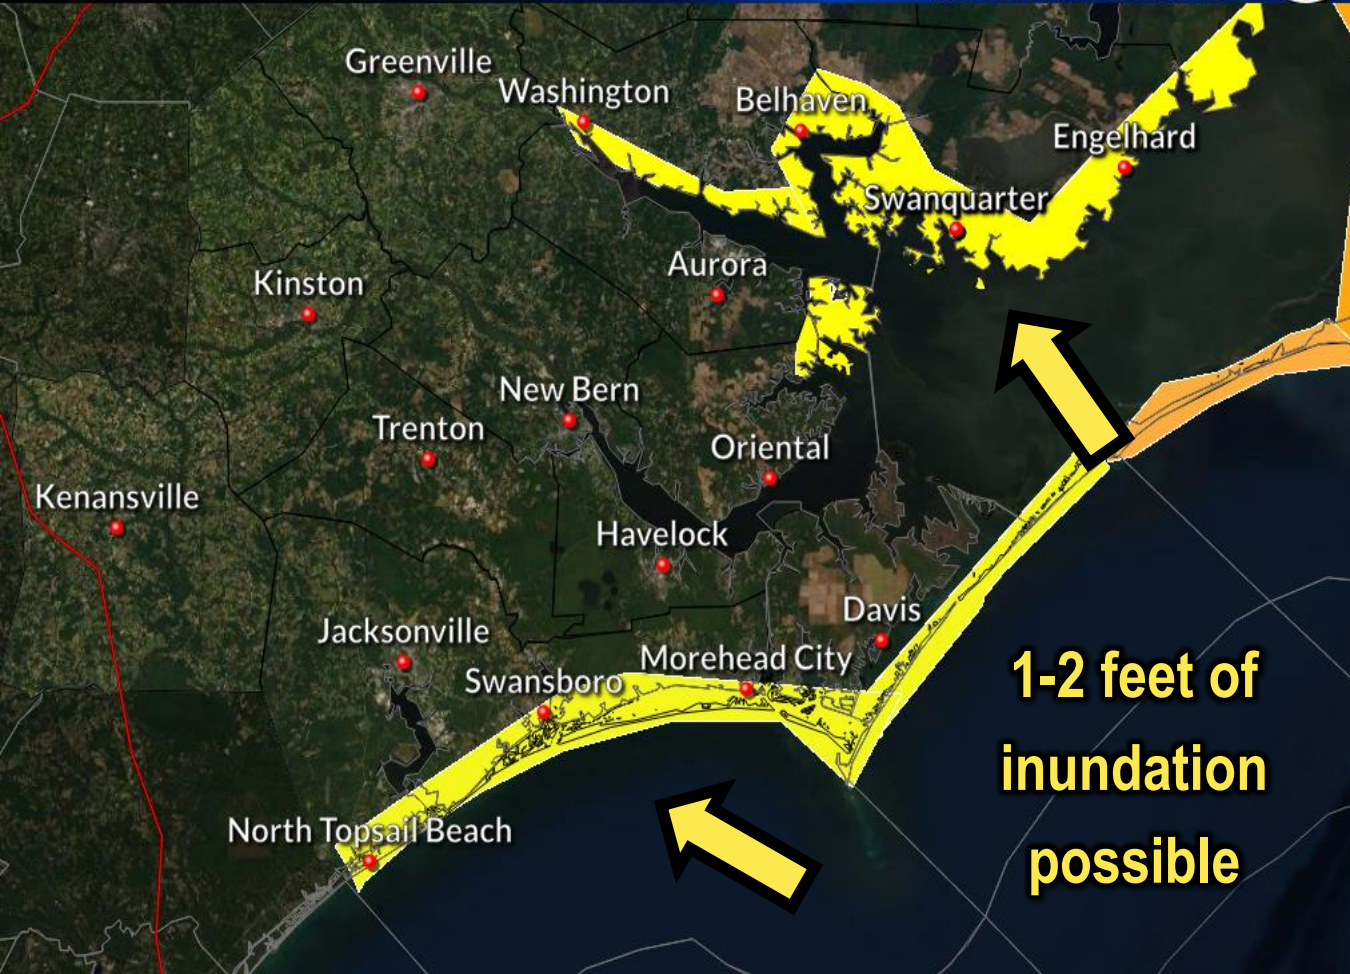 Greenville
Washington
Belhaven
Engelhard
Swanquarter
Aurora
Kinston
New Bern
Trenton
Oriental
Kenansville
Havelock
Davis
Jacksonville
Morehead City
Swansboro
North Topsail Beach
1-2 feet of
inundation
possible